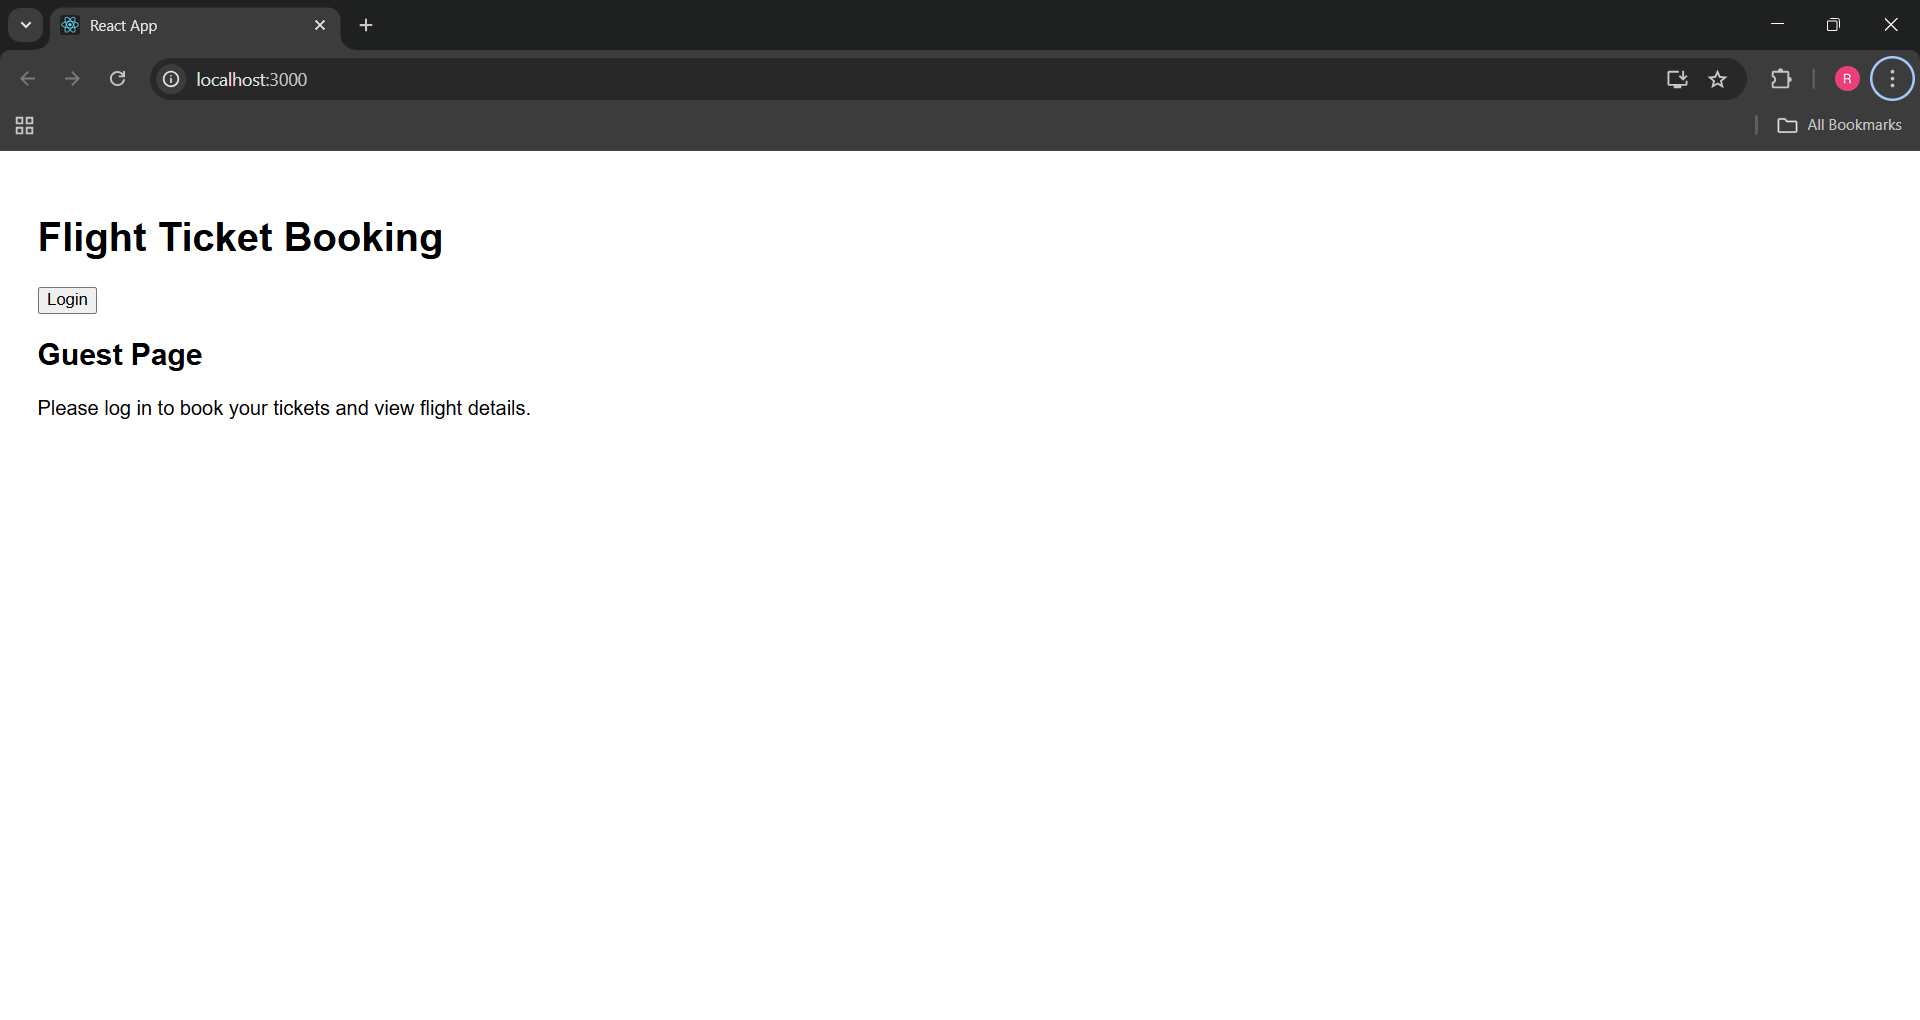 React App
localhost:3000
R
All Bookmarks
Flight Ticket Booking
Login
Guest Page
Please log in to book your tickets and view flight details.